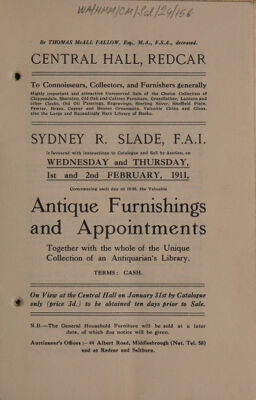 WA/HMM/CM/Sal/29/156
By THOMAS McALL FALLOW, Esq., M.A., F.S.A., deceased.
CENTRAL HALL, REDCAR
To Connoisseurs, Collectors, and Furnishers generally
Highly important and attractive Unreserved Sale of the Choice Collection of
Chippendale, Sheraton, Old Oak and Cabinet Furniture, Grandfather, Lantern and
other Clocks, Old Oil Paintings, Engravings, Sterling Silver, Sheffield Plate,
Pewter, Brass, Copper and Bronze Ornaments, Valuable China and Glass,
also the Large and Exceedingly Rare Library of Books.
SYDNEY R. SLADE, F.A.I.
is favoured with instructions to Catalogue and Sell by Auction, on
WEDNESDAY and THURSDAY,
1st and 2nd FEBRUARY, 1911,
Commencing each day at the Valuable
Antique Furnishings
and Appointments
Together with the whole of the Unique
Collection of an Antiquarian's Library.
TERMS: CASH.
On View at the Central Hall on January 31st by Catalogue
only (price 3d.) to be obtained ten days prior to Sale.
N.B.—The General Household Furniture will be sold at a later
date, of which due notice will be given.
Auctioneer's Offices:—44 Albert Road, Middlesbrough (Nat. Tel. 58)
and at Redcar and Saltburn.